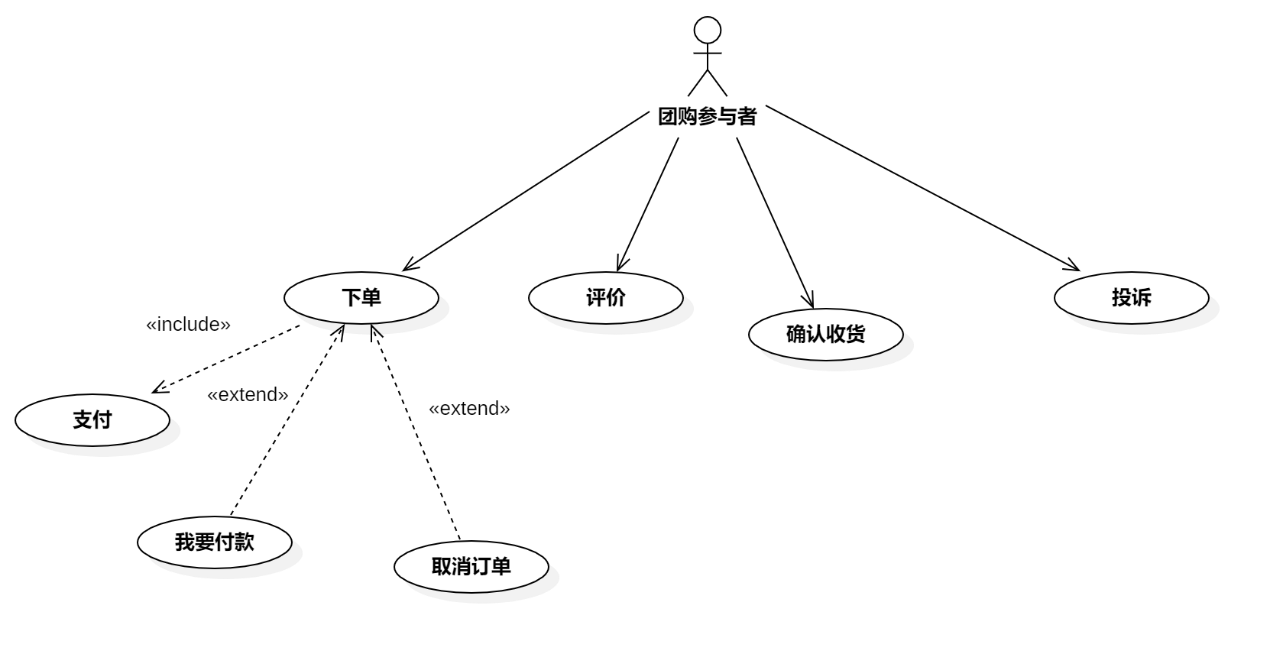 团购参与者
下单
评价
确认收货
投诉
«include»
«extend»
«extend»
支付
我要付款
取消订单